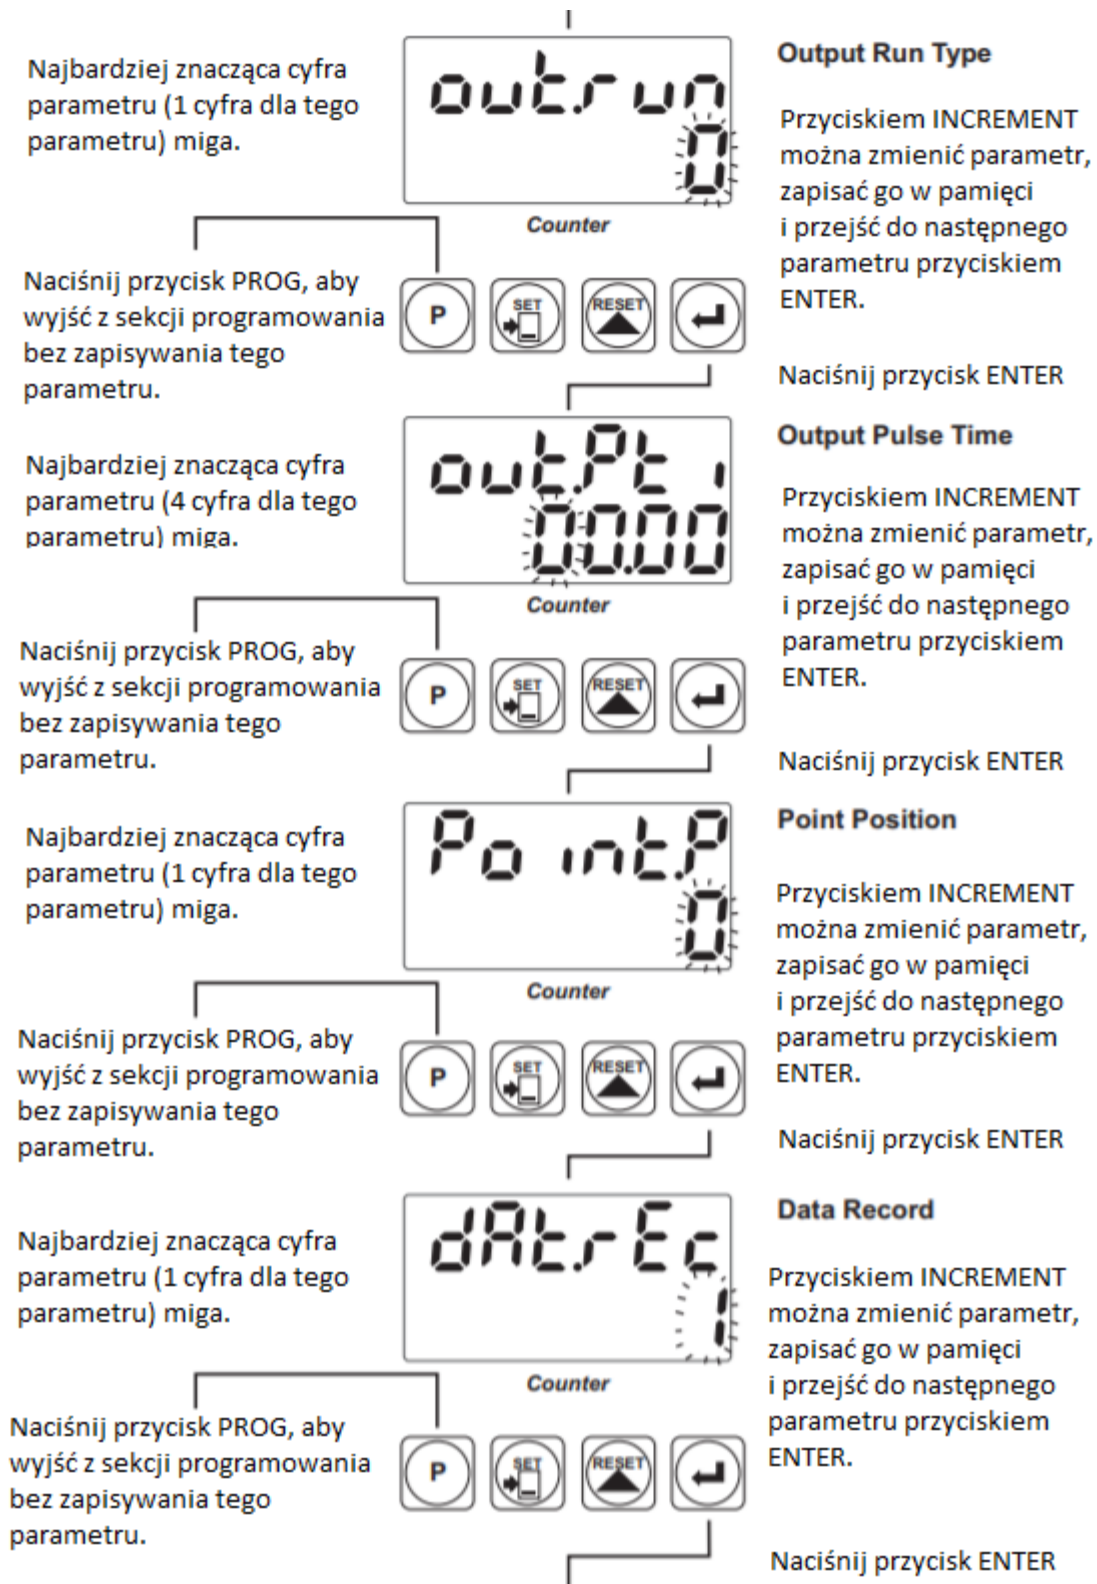 Output Run Type
Najbardziej znacząca cyfra
parametru (1 cyfra dla tego
parametru) miga.
out.run
0
Counter
Przyciskiem INCREMENT
można zmienić parametr,
zapisać go w pamięci
i przejść do następnego
parametru przyciskiem
ENTER.
Naciśnij przycisk PROG, aby
wyjść z sekcji programowania
bez zapisywania tego
parametru.
P SET RESET
Naciśnij przycisk ENTER
Output Pulse Time
Najbardziej znacząca cyfra
parametru (4 cyfra dla tego
parametru) miga.
out.Pti
00.00
Counter
Przyciskiem INCREMENT
można zmienić parametr,
zapisać go w pamięci
i przejść do następnego
parametru przyciskiem
ENTER.
Naciśnij przycisk PROG, aby
wyjść z sekcji programowania
bez zapisywania tego
parametru.
P SET RESET
Naciśnij przycisk ENTER
Point Position
Najbardziej znacząca cyfra
parametru (1 cyfra dla tego
parametru) miga.
Point.P
0
Counter
Przyciskiem INCREMENT
można zmienić parametr,
zapisać go w pamięci
i przejść do następnego
parametru przyciskiem
ENTER.
Naciśnij przycisk PROG, aby
wyjść z sekcji programowania
bez zapisywania tego
parametru.
P SET RESET
Naciśnij przycisk ENTER
Data Record
Najbardziej znacząca cyfra
parametru (1 cyfra dla tego
parametru) miga.
dAt.rEc
1
Counter
Przyciskiem INCREMENT
można zmienić parametr,
zapisać go w pamięci
i przejść do następnego
parametru przyciskiem
ENTER.
Naciśnij przycisk PROG, aby
wyjść z sekcji programowania
bez zapisywania tego
parametru.
P SET RESET
Naciśnij przycisk ENTER